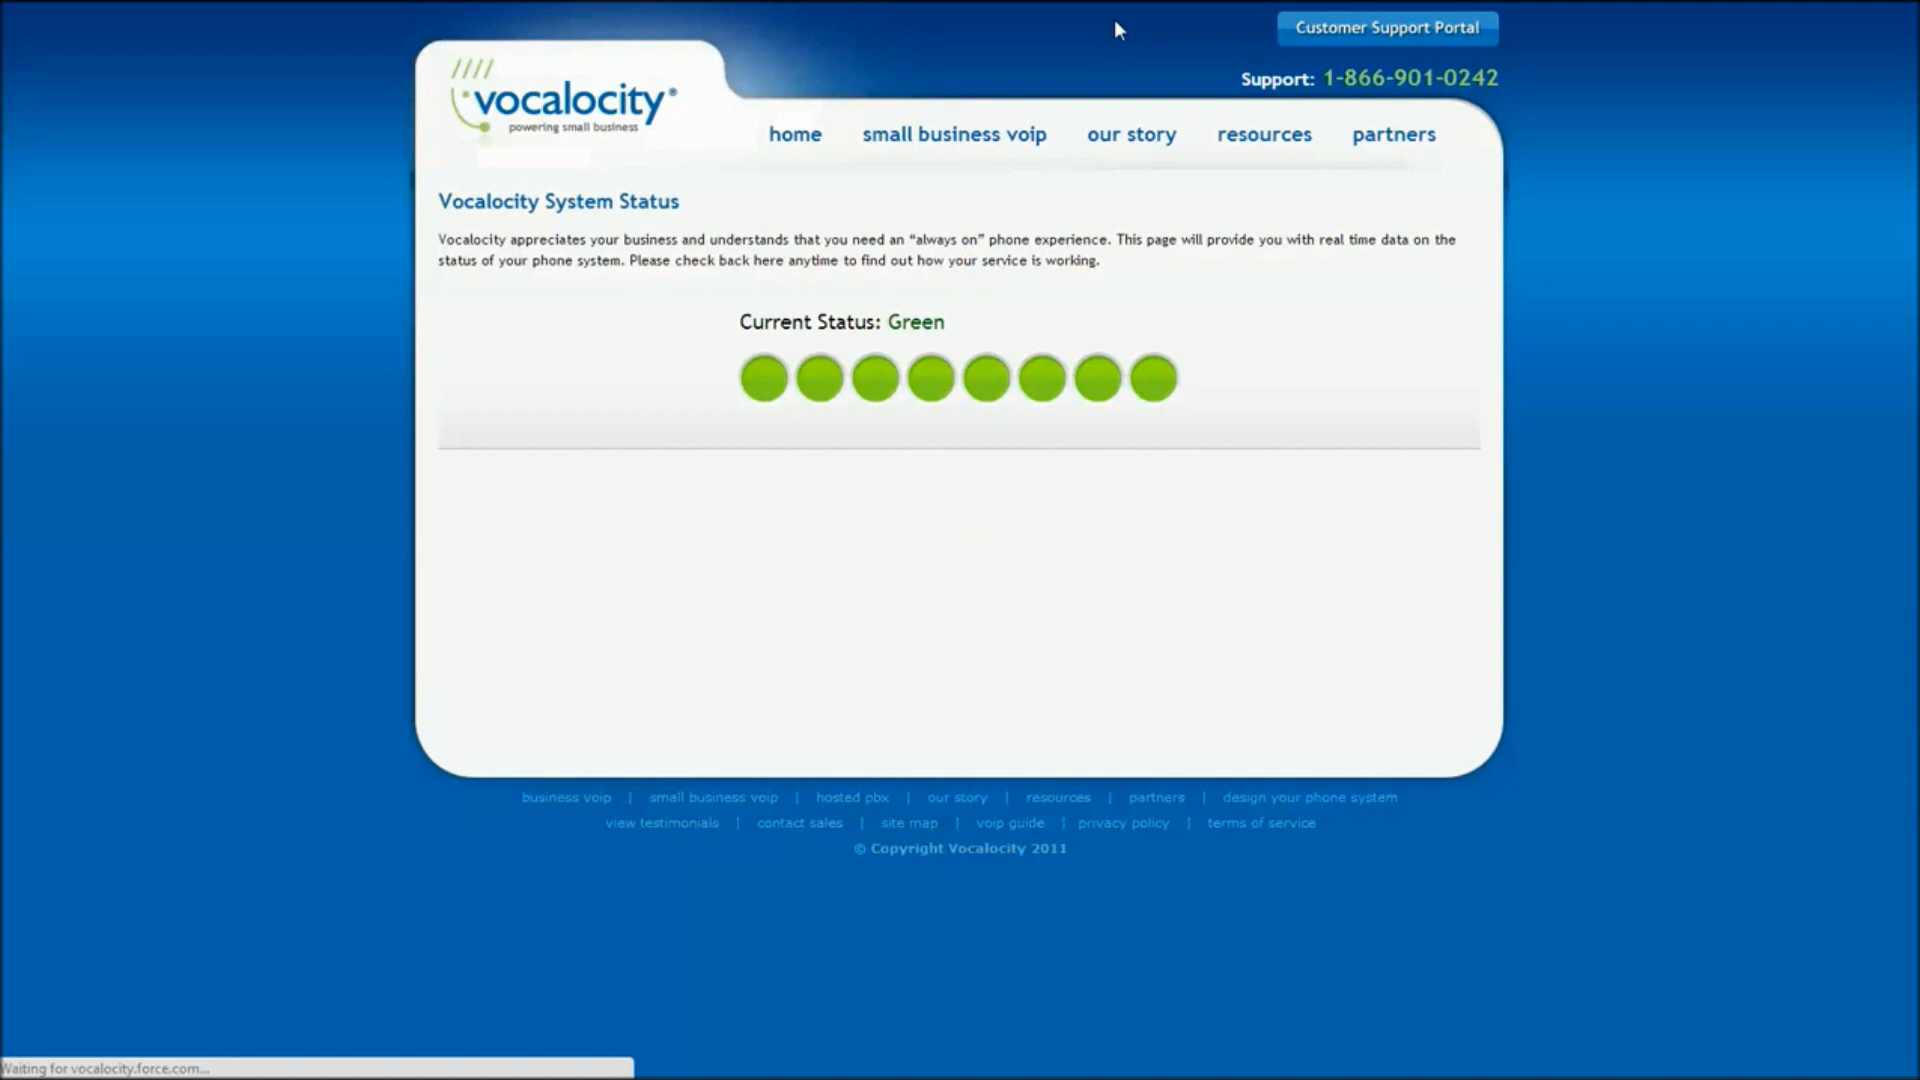 Customer Support Portal
Support: 1-866-901-0242
vocalocity®
powering small business
home small business voip our story resources partners
Vocalocity System Status
Vocalocity appreciates your business and understands that you need an “always on” phone experience. This page will provide you with real time data on the
status of your phone system. Please check back here anytime to find out how your service is working.
Current Status: Green
business voip | small business voip | hosted pbx | our story | resources | partners | design your phone system
view testimonials | contact sales | site map | voip guide | privacy policy | terms of service
© Copyright Vocalocity 2011
Waiting for vocalocity.force.com...